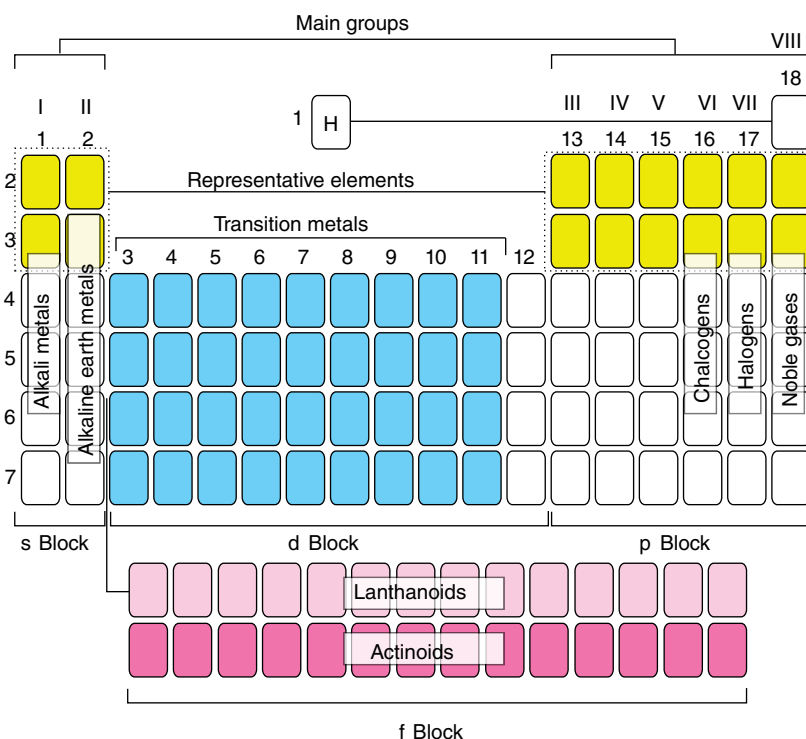 Main groups
VIII
18
I II
1 H
III IV V VI VII
1 2
13 14 15 16 17
2
Representative elements
3
Transition metals
3 4 5 6 7 8 9 10 11 12
4
5
6
7
Alkali metals
Alkaline earth metals
Chalcogens
Halogens
Noble gases
s Block
d Block
p Block
Lanthanoids
Actinoids
f Block